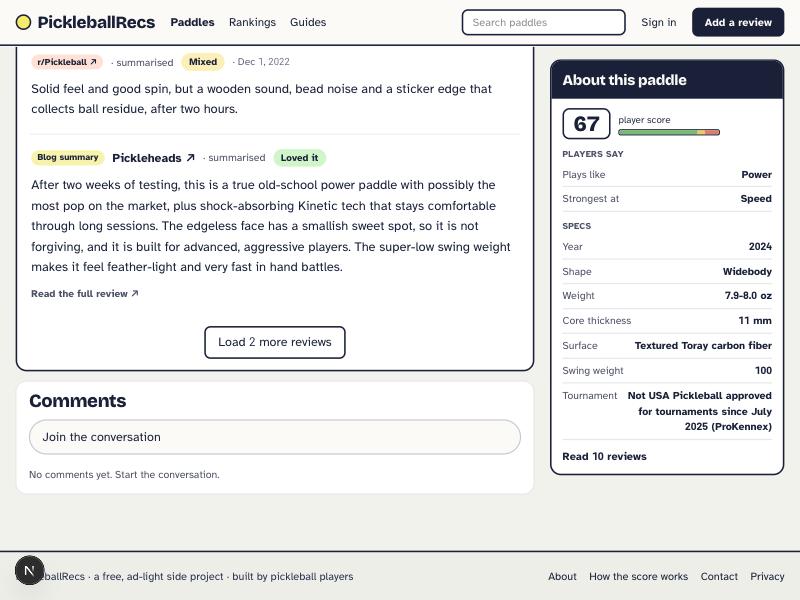 PickleballRecs
Paddles
Rankings
Guides
Search paddles
Sign in
Add a review
r/Pickleball ↗ · summarised Mixed · Dec 1, 2022
Solid feel and good spin, but a wooden sound, bead noise and a sticker edge that
collects ball residue, after two hours.
Blog summary Pickleheads ↗ · summarised Loved it
After two weeks of testing, this is a true old-school power paddle with possibly the
most pop on the market, plus shock-absorbing Kinetic tech that stays comfortable
through long sessions. The edgeless face has a smallish sweet spot, so it is not
forgiving, and it is built for advanced, aggressive players. The super-low swing weight
makes it feel feather-light and very fast in hand battles.
Read the full review ↗
Load 2 more reviews
Comments
Join the conversation
No comments yet. Start the conversation.
About this paddle
67 player score
PLAYERS SAY
Plays like Power
Strongest at Speed
SPECS
Year 2024
Shape Widebody
Weight 7.9-8.0 oz
Core thickness 11 mm
Surface Textured Toray carbon fiber
Swing weight 100
Tournament Not USA Pickleball approved
for tournaments since July
2025 (ProKennex)
Read 10 reviews
N
eballRecs · a free, ad-light side project · built by pickleball players
About
How the score works
Contact
Privacy